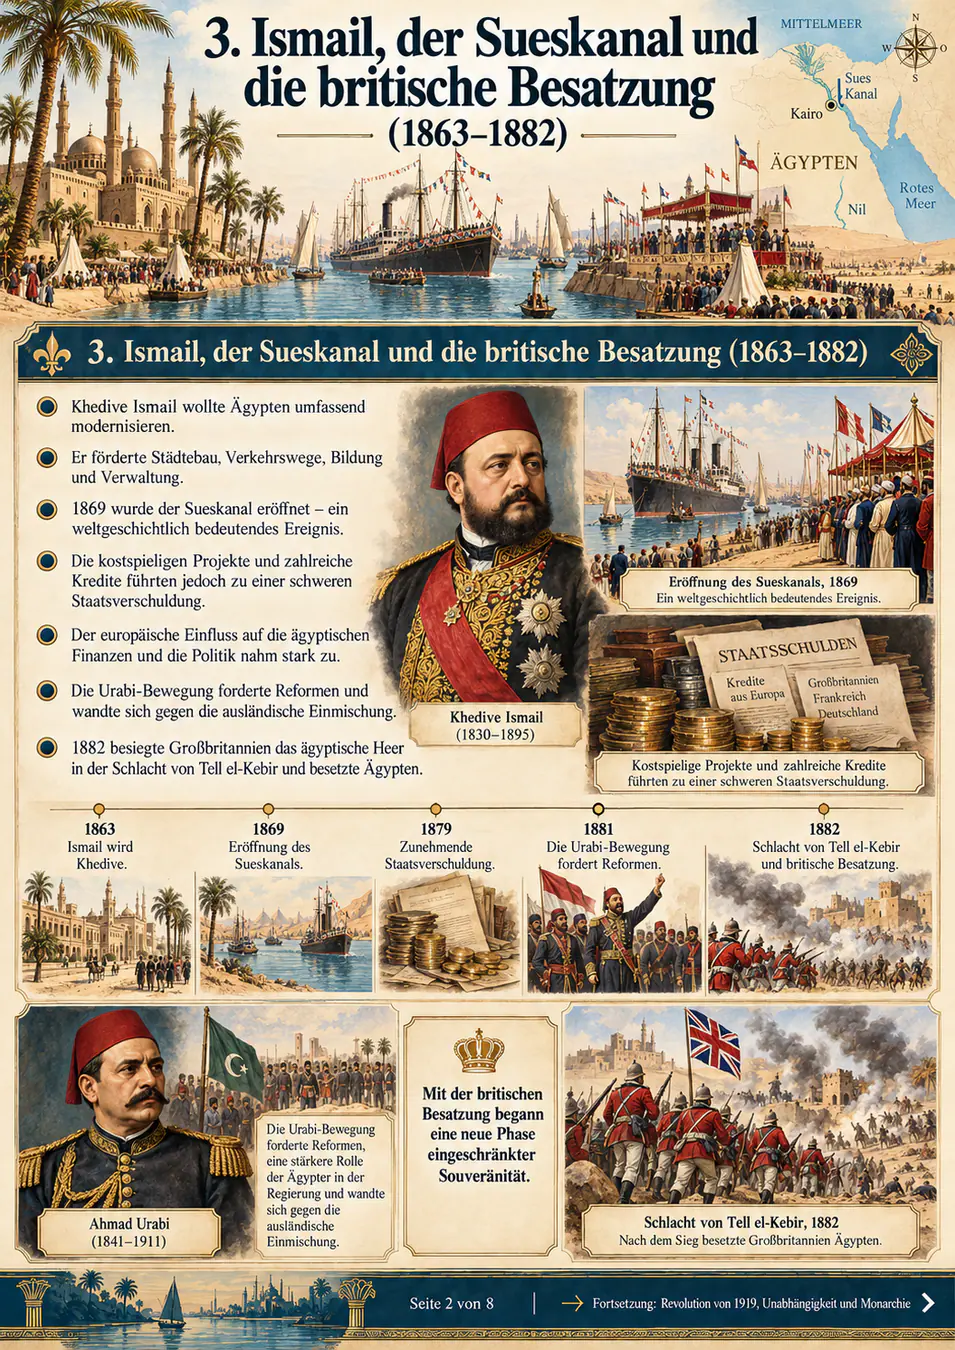 3. Ismail, der Sueskanal und
die britische Besatzung
(1863–1882)
MITTELMEER
N
W
O
S
Sues
Kanal
Kairo
ÄGYPTEN
Nil
Rotes
Meer
3. Ismail, der Sueskanal und die britische Besatzung (1863–1882)
Khedive Ismail wollte Ägypten umfassend
modernisieren.
Er förderte Städtebau, Verkehrswege, Bildung
und Verwaltung.
1869 wurde der Sueskanal eröffnet – ein
weltgeschichtlich bedeutendes Ereignis.
Die kostspieligen Projekte und zahlreiche
Kredite führten jedoch zu einer schweren
Staatsverschuldung.
Der europäische Einfluss auf die ägyptischen
Finanzen und die Politik nahm stark zu.
Die Urabi-Bewegung forderte Reformen und
wandte sich gegen die ausländische Einmischung.
1882 besiegte Großbritannien das ägyptische Heer
in der Schlacht von Tell el-Kebir und besetzte Ägypten.
Khedive Ismail
(1830–1895)
Eröffnung des Sueskanals, 1869
Ein weltgeschichtlich bedeutendes Ereignis.
STAATSSCHULDEN
Kredite
aus Europa
Großbritannien
Frankreich
Deutschland
Kostspielige Projekte und zahlreiche Kredite
führten zu einer schweren Staatsverschuldung.
1863
Ismail wird
Khedive.
1869
Eröffnung des
Sueskanals.
1879
Zunehmende
Staatsverschuldung.
1881
Die Urabi-Bewegung
fordert Reformen.
1882
Schlacht von Tell el-Kebir
und britische Besatzung.
Ahmad Urabi
(1841–1911)
Die Urabi-Bewegung
forderte Reformen,
eine stärkere Rolle
der Ägypter in der
Regierung und wandte
sich gegen die
ausländische
Einmischung.
Mit der britischen
Besatzung begann
eine neue Phase
eingeschränkter
Souveränität.
Schlacht von Tell el-Kebir, 1882
Nach dem Sieg besetzte Großbritannien Ägypten.
Seite 2 von 8
Fortsetzung: Revolution von 1919, Unabhängigkeit und Monarchie